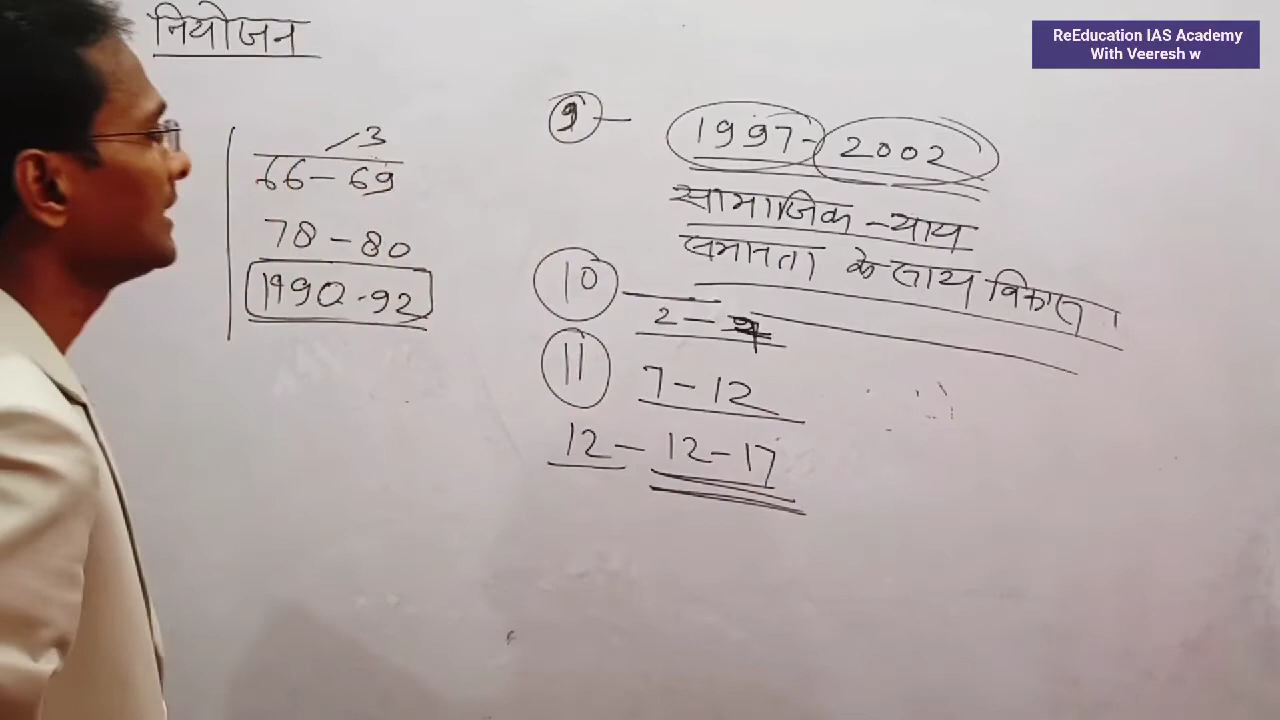 नियोजन
3
66-69
78-80
1990-92
9-
1997-2002
सामाजिक न्याय
समानता के साथ विकास
10
2-
11
7-12
12-12-17
ReEducation IAS Academy
With Veeresh w